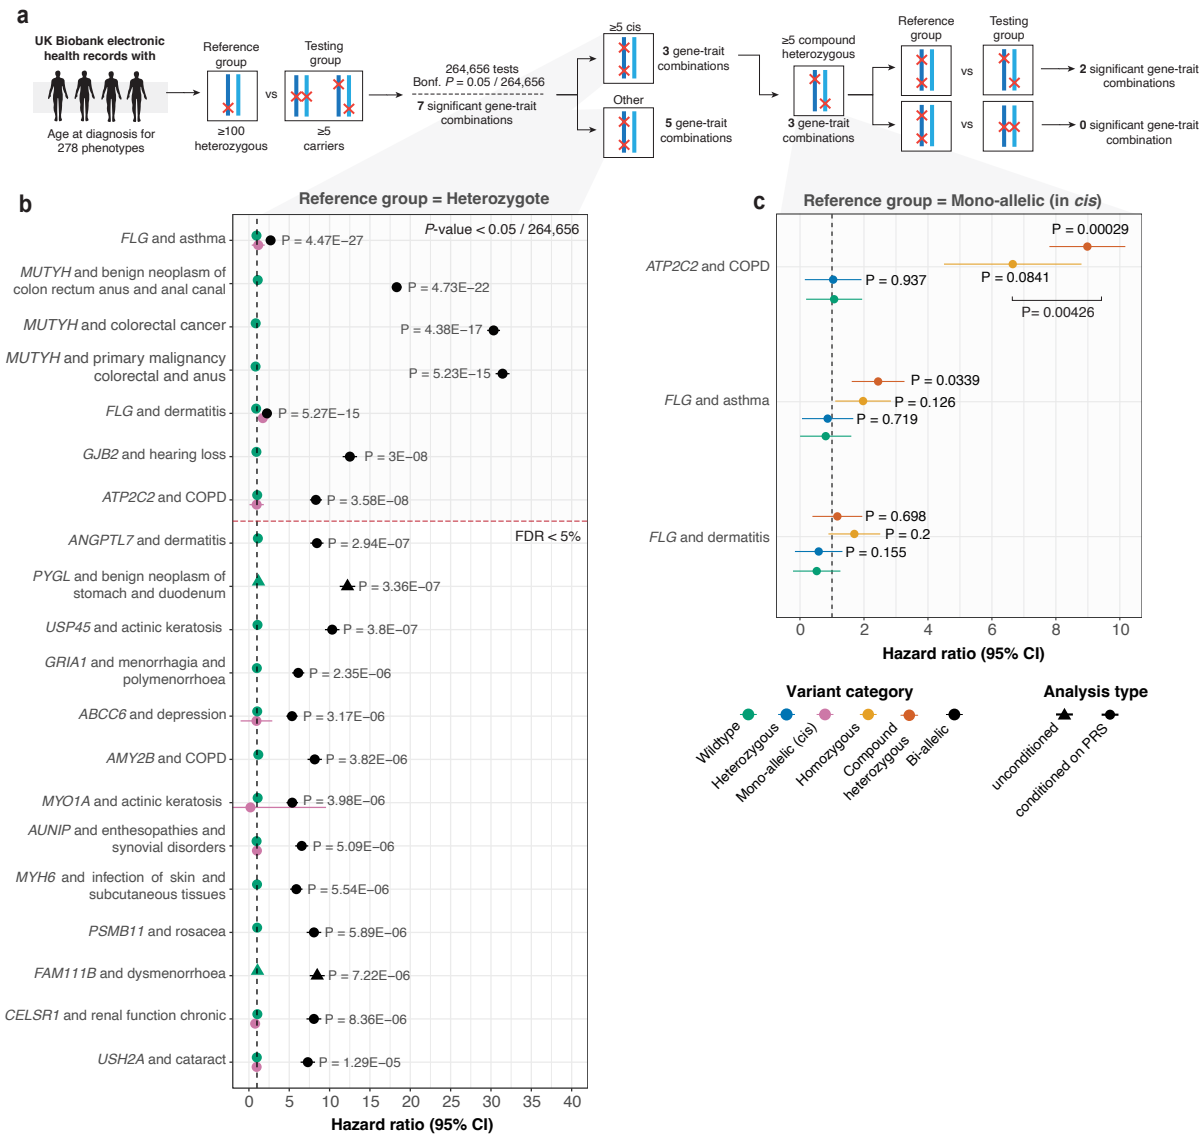 a
UK Biobank electronic
health records with
Age at diagnosis for
278 phenotypes
Reference
group
≥100
heterozygous
vs
Testing
group
≥5
carriers
264,656 tests
Bonf. P = 0.05 / 264,656
7 significant gene-trait
combinations
≥5 cis
3 gene-trait
combinations
Other
5 gene-trait
combinations
≥5 compound
heterozygous
3 gene-trait
combinations
Reference
group
Testing
group
vs
2 significant gene-trait
combinations
vs
0 significant gene-trait
combination
b
Reference group = Heterozygote
P-value < 0.05 / 264,656
FLG and asthma
P = 4.47E−27
MUTYH and benign neoplasm of
colon rectum anus and anal canal
P = 4.73E−22
MUTYH and colorectal cancer
P = 4.38E−17
MUTYH and primary malignancy
colorectal and anus
P = 5.23E−15
FLG and dermatitis
P = 5.27E−15
GJB2 and hearing loss
P = 3E−08
ATP2C2 and COPD
P = 3.58E−08
FDR < 5%
ANGPTL7 and dermatitis
P = 2.94E−07
PYGL and benign neoplasm of
stomach and duodenum
P = 3.36E−07
USP45 and actinic keratosis
P = 3.8E−07
GRIA1 and menorrhagia and
polymenorrhoea
P = 2.35E−06
ABCC6 and depression
P = 3.17E−06
AMY2B and COPD
P = 3.82E−06
MYO1A and actinic keratosis
P = 3.98E−06
AUNIP and enthesopathies and
synovial disorders
P = 5.09E−06
MYH6 and infection of skin and
subcutaneous tissues
P = 5.54E−06
PSMB11 and rosacea
P = 5.89E−06
FAM111B and dysmenorrhoea
P = 7.22E−06
CELSR1 and renal function chronic
P = 8.36E−06
USH2A and cataract
P = 1.29E−05
0 5 10 15 20 25 30 35 40
Hazard ratio (95% CI)
c
Reference group = Mono-allelic (in cis)
ATP2C2 and COPD
P = 0.00029
P = 0.0841
P = 0.937
P= 0.00426
FLG and asthma
P = 0.0339
P = 0.126
P = 0.719
FLG and dermatitis
P = 0.698
P = 0.2
P = 0.155
0 2 4 6 8 10
Hazard ratio (95% CI)
Variant category
Wildtype
Heterozygous
Mono-allelic (cis)
Homozygous
Compound
heterozygous
Bi-allelic
Analysis type
unconditioned
conditioned on PRS